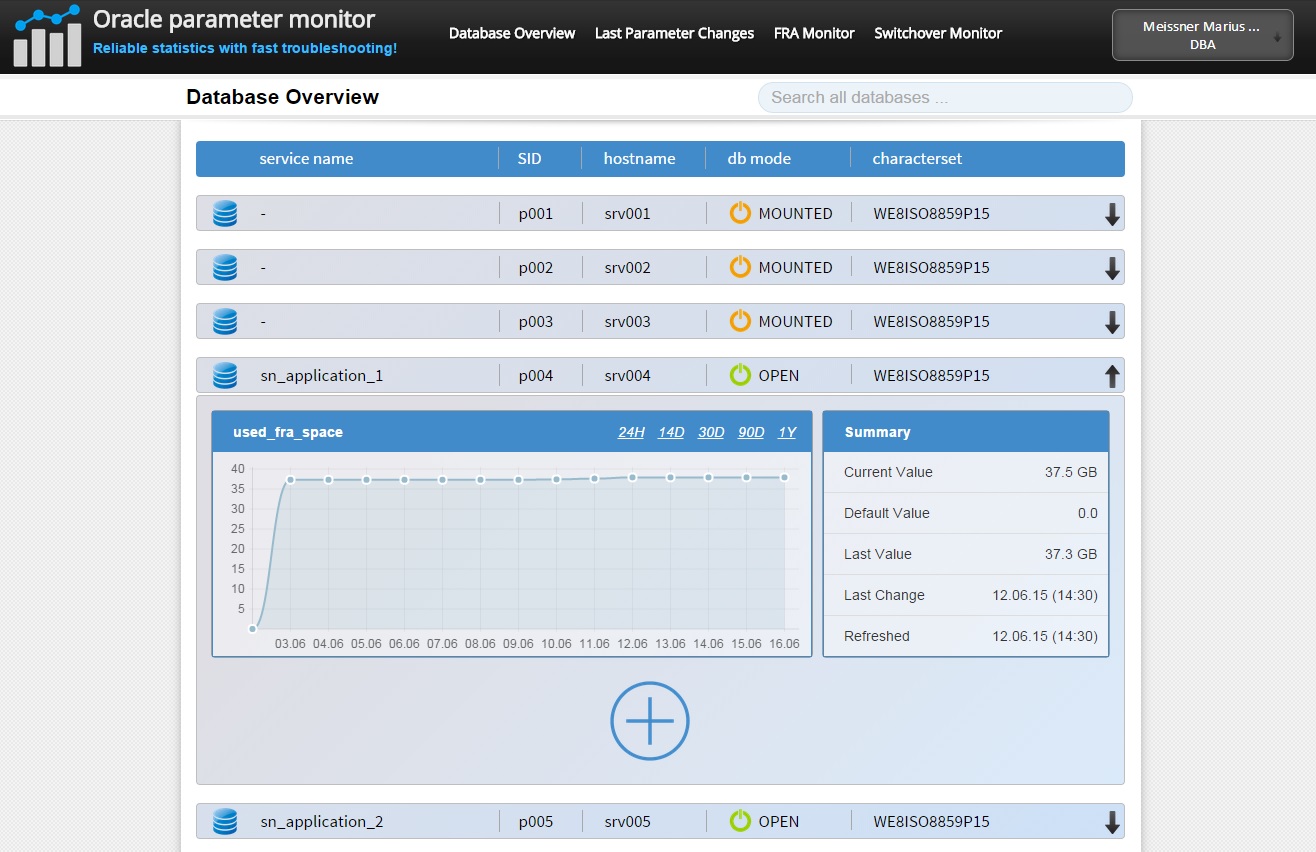 Oracle parameter monitor
Reliable statistics with fast troubleshooting!
Database Overview Last Parameter Changes FRA Monitor Switchover Monitor
Meissner Marius ...
DBA
Database Overview
Search all databases ...
service name SID hostname db mode characterset
- p001 srv001 MOUNTED WE8ISO8859P15
- p002 srv002 MOUNTED WE8ISO8859P15
- p003 srv003 MOUNTED WE8ISO8859P15
sn_application_1 p004 srv004 OPEN WE8ISO8859P15
used_fra_space 24H 14D 30D 90D 1Y
40
35
30
25
20
15
10
5
03.06 04.06 05.06 06.06 07.06 08.06 09.06 10.06 11.06 12.06 13.06 14.06 15.06 16.06
Summary
Current Value 37.5 GB
Default Value 0.0
Last Value 37.3 GB
Last Change 12.06.15 (14:30)
Refreshed 12.06.15 (14:30)
sn_application_2 p005 srv005 OPEN WE8ISO8859P15